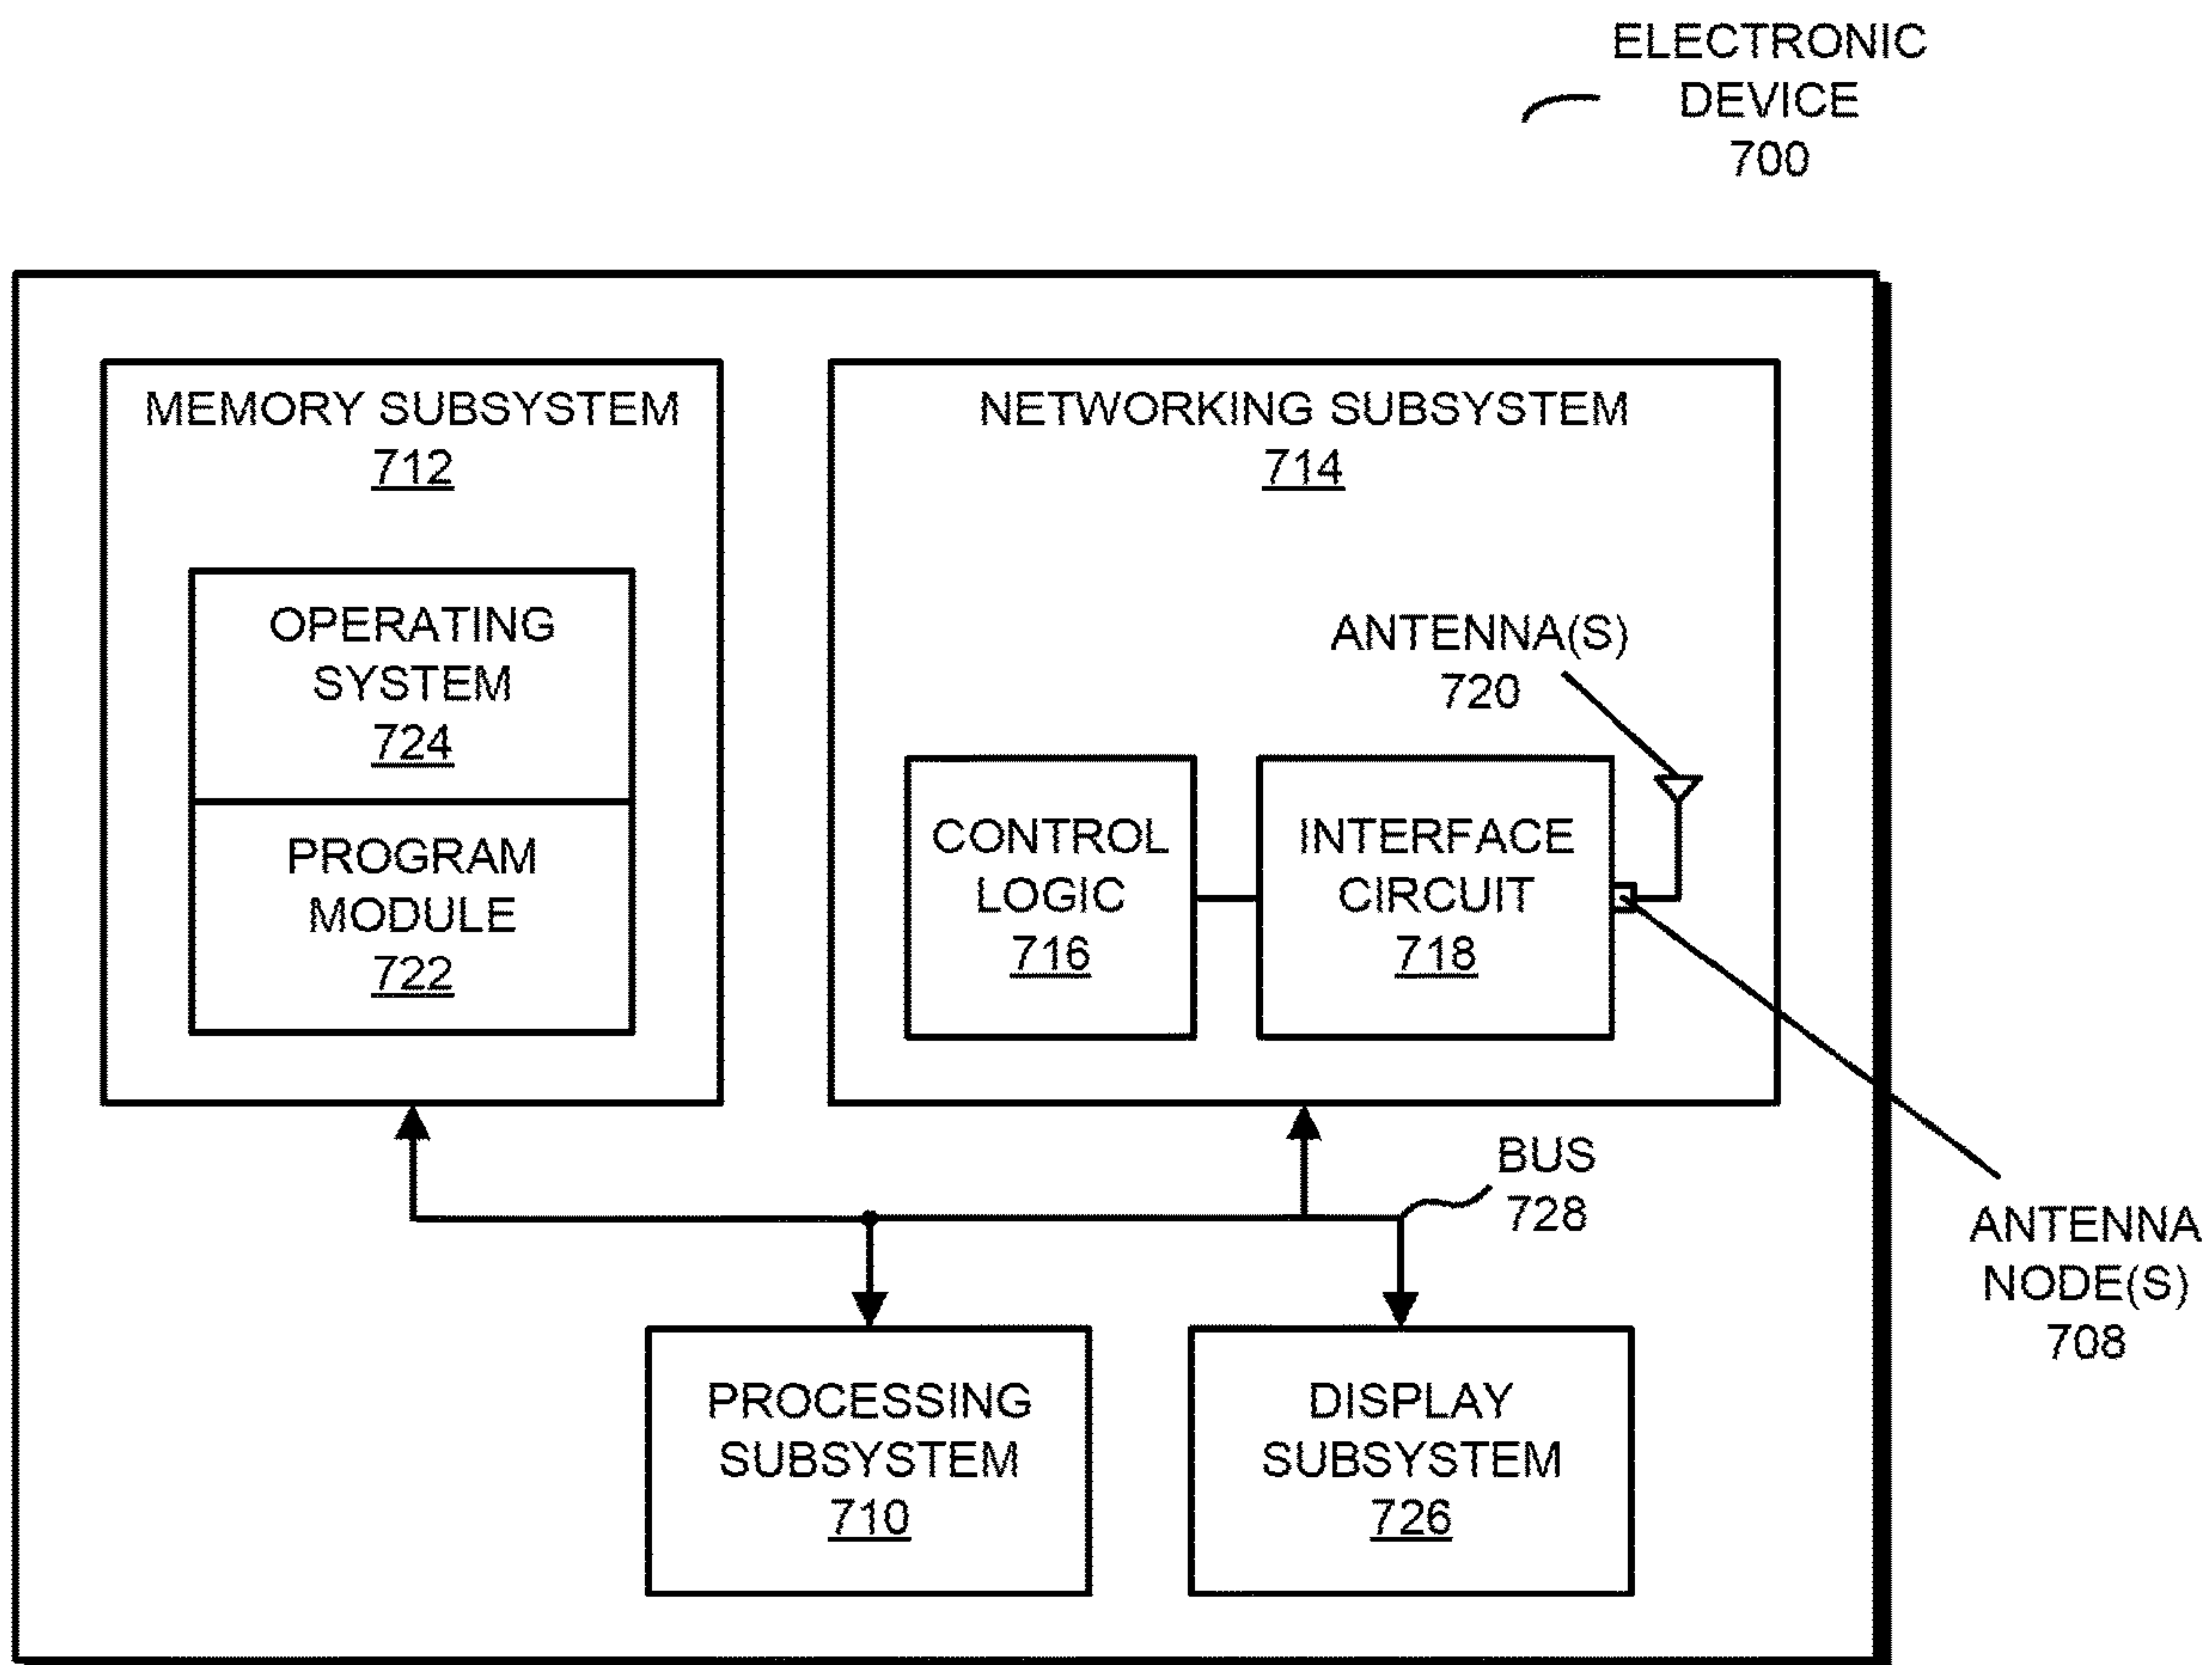 ELECTRONIC
DEVICE
700
MEMORY SUBSYSTEM
712
OPERATING
SYSTEM
724
PROGRAM
MODULE
722
NETWORKING SUBSYSTEM
714
ANTENNA(S)
720
CONTROL
LOGIC
716
INTERFACE
CIRCUIT
718
BUS
728
ANTENNA
NODE(S)
708
PROCESSING
SUBSYSTEM
710
DISPLAY
SUBSYSTEM
726